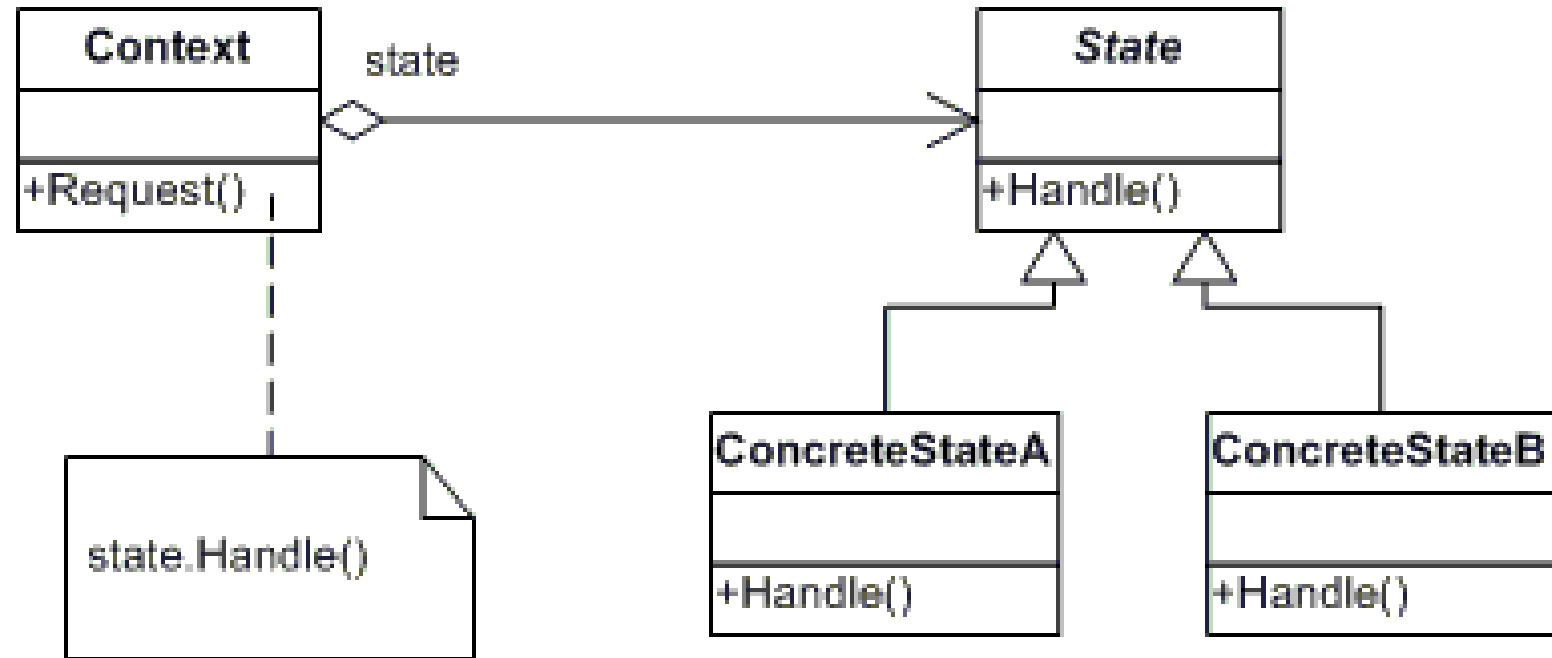 Context
state
State
+Request()
+Handle()
ConcreteStateA
ConcreteStateB
state.Handle()
+Handle()
+Handle()